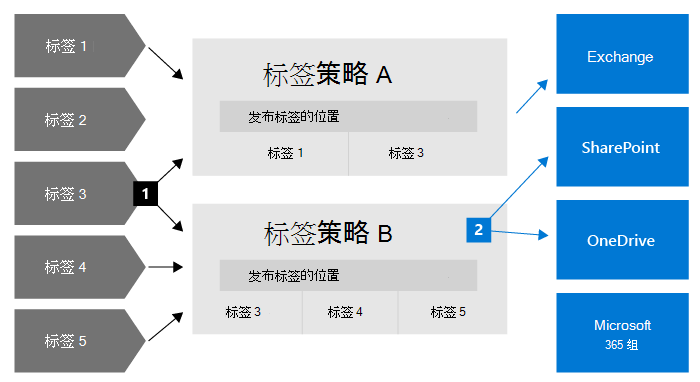 标签 1
标签 2
标签 3
标签 4
标签 5
1
标签策略 A
发布标签的位置
标签 1
标签 3
标签策略 B
发布标签的位置
标签 3
标签 4
标签 5
2
Exchange
SharePoint
OneDrive
Microsoft
365 组